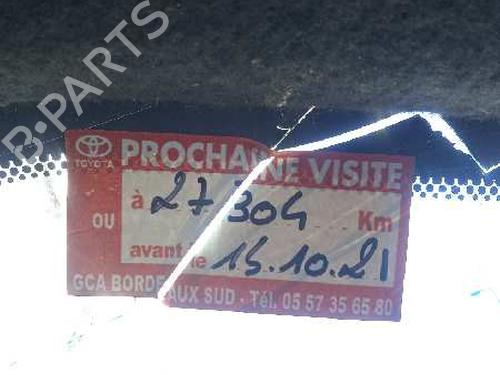 B-PARTS
PROCHAINE VISITE
TOYOTA
à 27 304 Km
OU
avant le 15.10.21
GCA BORDEAUX SUD - Tél. 05 57 35 65 80